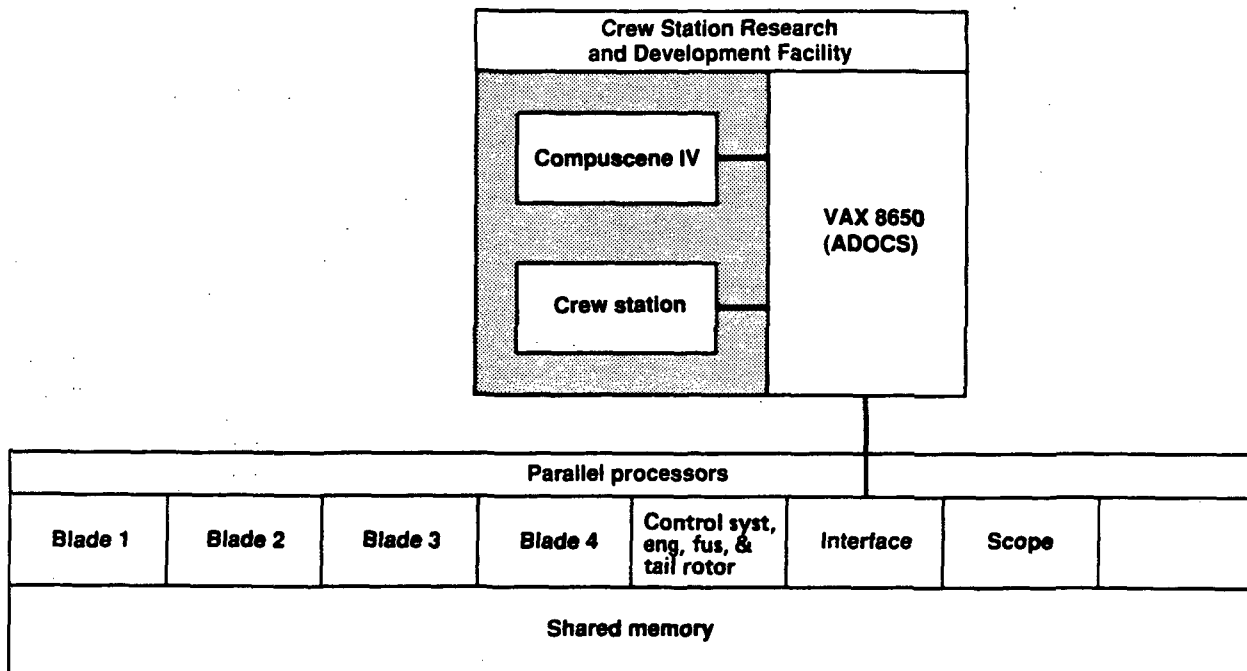 Crew Station Research
and Development Facility
Compuscene IV
VAX 8650
(ADOCS)
Crew station
Parallel processors
Blade 1
Blade 2
Blade 3
Blade 4
Control syst,
eng, fus, &
tail rotor
Interface
Scope
Shared memory